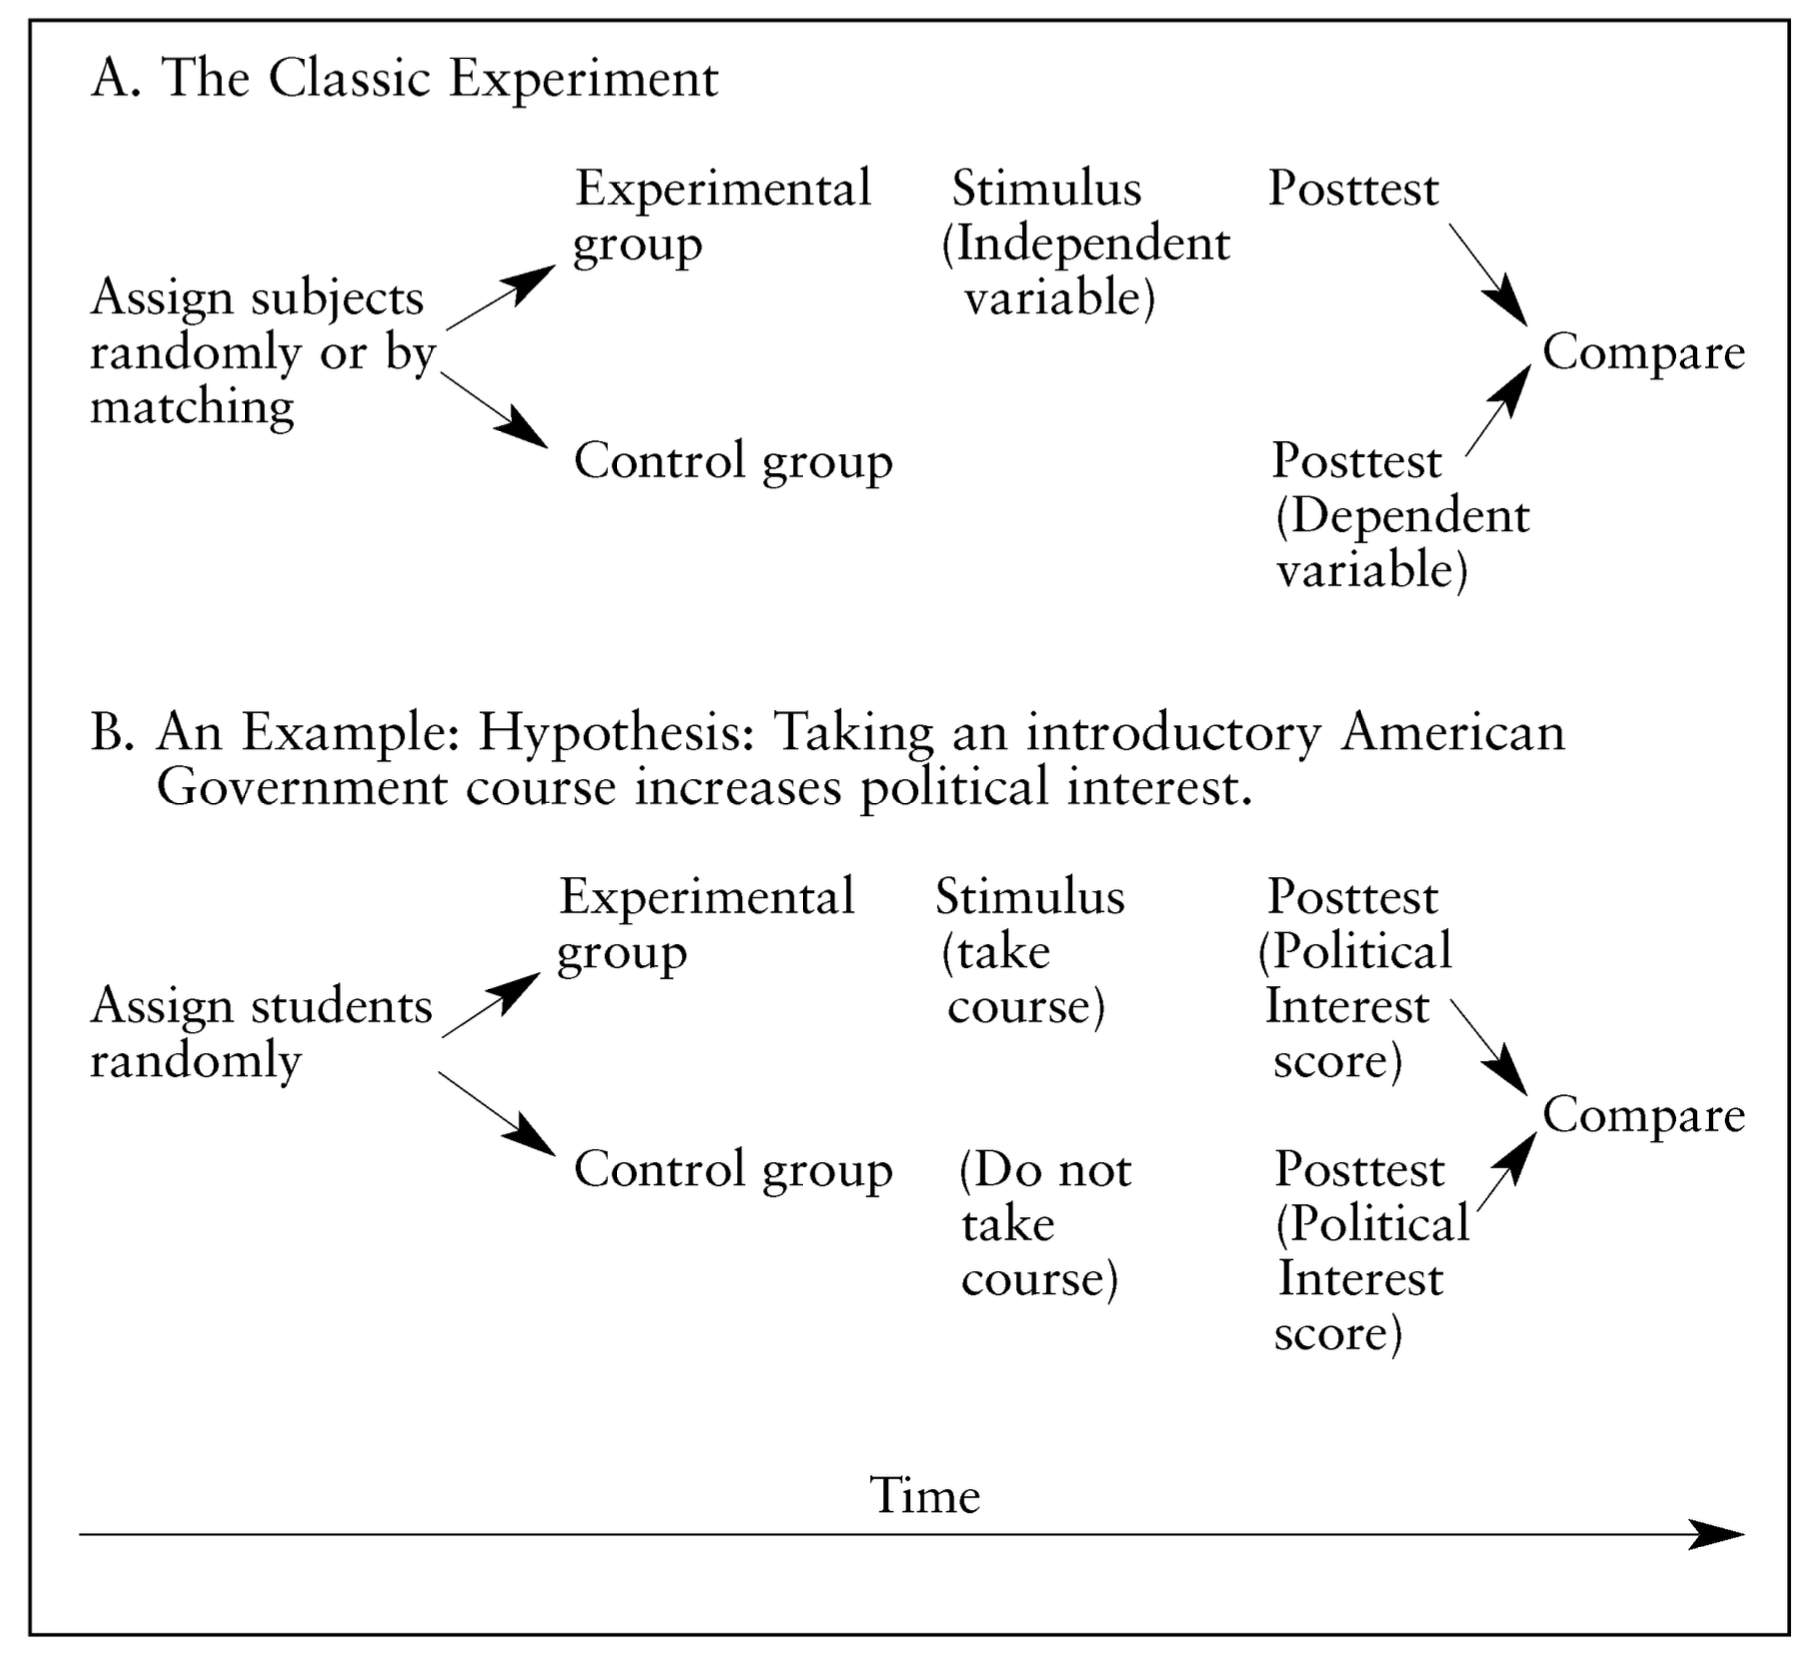 A. The Classic Experiment
Experimental
group
Stimulus
(Independent
variable)
Posttest
Assign subjects
randomly or by
matching
Compare
Control group
Posttest
(Dependent
variable)
B. An Example: Hypothesis: Taking an introductory American
Government course increases political interest.
Experimental
group
Stimulus
(take
course)
Posttest
(Political
Interest
score)
Assign students
randomly
Compare
Control group
(Do not
take
course)
Posttest
(Political
Interest
score)
Time